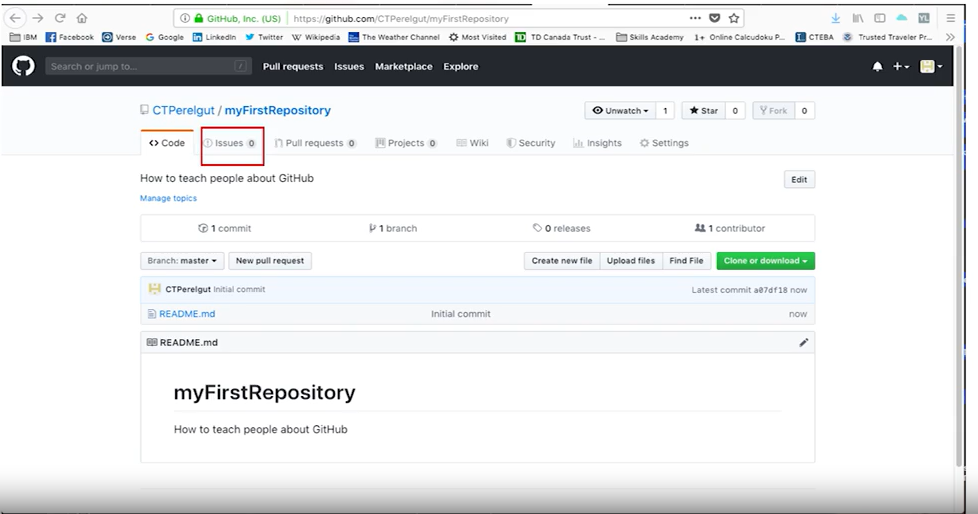 GitHub, Inc. (US) https://github.com/CTPerelgut/myFirstRepository
IBM Facebook Verse Google LinkedIn Twitter Wikipedia The Weather Channel Most Visited TD Canada Trust - ... Skills Academy 1+ Online Calcudoku P... CTEBA Trusted Traveler Pr...
Search or jump to... / Pull requests Issues Marketplace Explore
CTPerelgut / myFirstRepository Unwatch 1 Star 0 Fork 0
Code Issues 0 Pull requests 0 Projects 0 Wiki Security Insights Settings
How to teach people about GitHub Edit
Manage topics
1 commit 1 branch 0 releases 1 contributor
Branch: master New pull request Create new file Upload files Find File Clone or download
CTPerelgut Initial commit Latest commit a07df18 now
README.md Initial commit now
README.md
myFirstRepository
How to teach people about GitHub